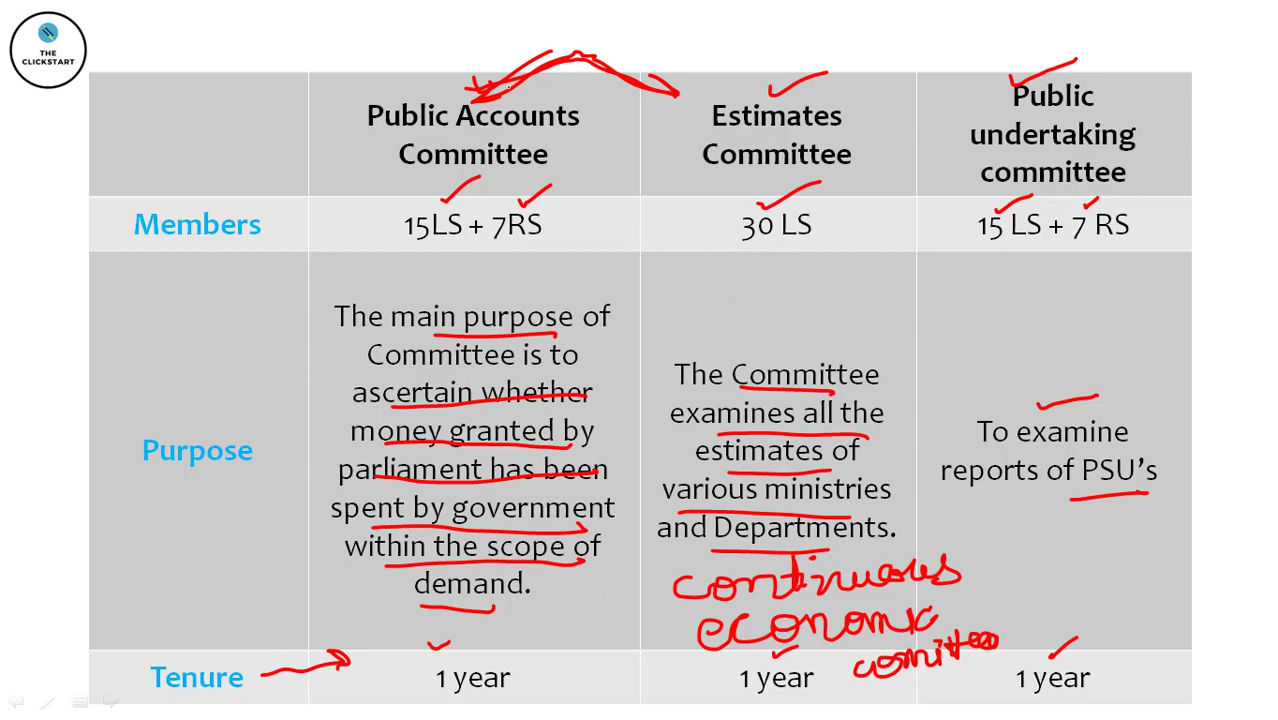 THE
CLICKSTART
Public Accounts
Committee
Estimates
Committee
Public
undertaking
committee
Members
15LS + 7RS
30 LS
15 LS + 7 RS
Purpose
The main purpose of
Committee is to
ascertain whether
money granted by
parliament has been
spent by government
within the scope of
demand.
The Committee
examines all the
estimates of
various ministries
and Departments.
continuous
economic
comittee
To examine
reports of PSU's
Tenure
1 year
1 year
1 year